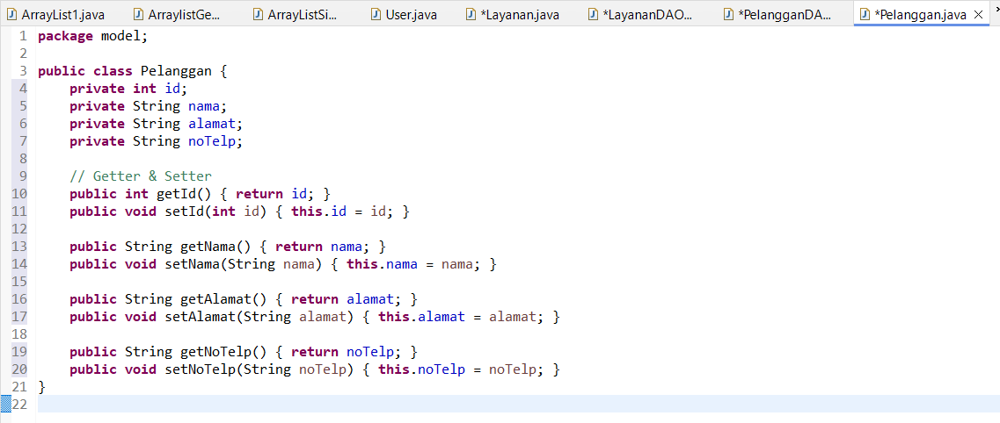 ArrayList1.java ArraylistGe... ArrayListSi... User.java *Layanan.java *LayananDAO... *PelangganDA... *Pelanggan.java
1 package model;
2
3 public class Pelanggan {
4     private int id;
5     private String nama;
6     private String alamat;
7     private String noTelp;
8
9     // Getter & Setter
10     public int getId() { return id; }
11     public void setId(int id) { this.id = id; }
12
13     public String getNama() { return nama; }
14     public void setNama(String nama) { this.nama = nama; }
15
16     public String getAlamat() { return alamat; }
17     public void setAlamat(String alamat) { this.alamat = alamat; }
18
19     public String getNoTelp() { return noTelp; }
20     public void setNoTelp(String noTelp) { this.noTelp = noTelp; }
21 }
22